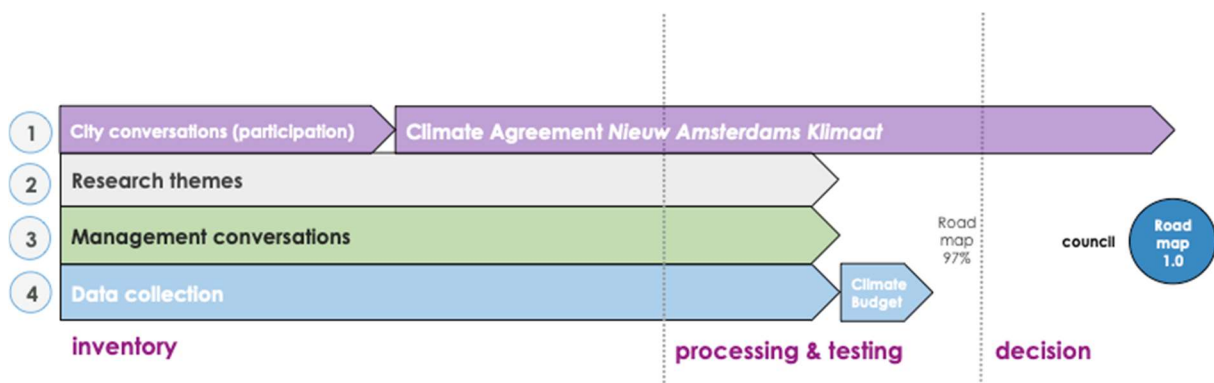 1
City conversations (participation)
Climate Agreement Nieuw Amsterdams Klimaat
2
Research themes
3
Management conversations
Road
map
97%
council
Road
map
1.0
4
Data collection
Climate
Budget
inventory
processing & testing
decision